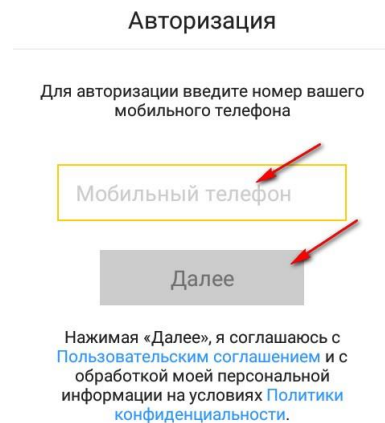 Авторизация
Для авторизации введите номер вашего
мобильного телефона
Мобильный телефон
Далее
Нажимая «Далее», я соглашаюсь с
Пользовательским соглашением и с
обработкой моей персональной
информации на условиях Политики
конфиденциальности.